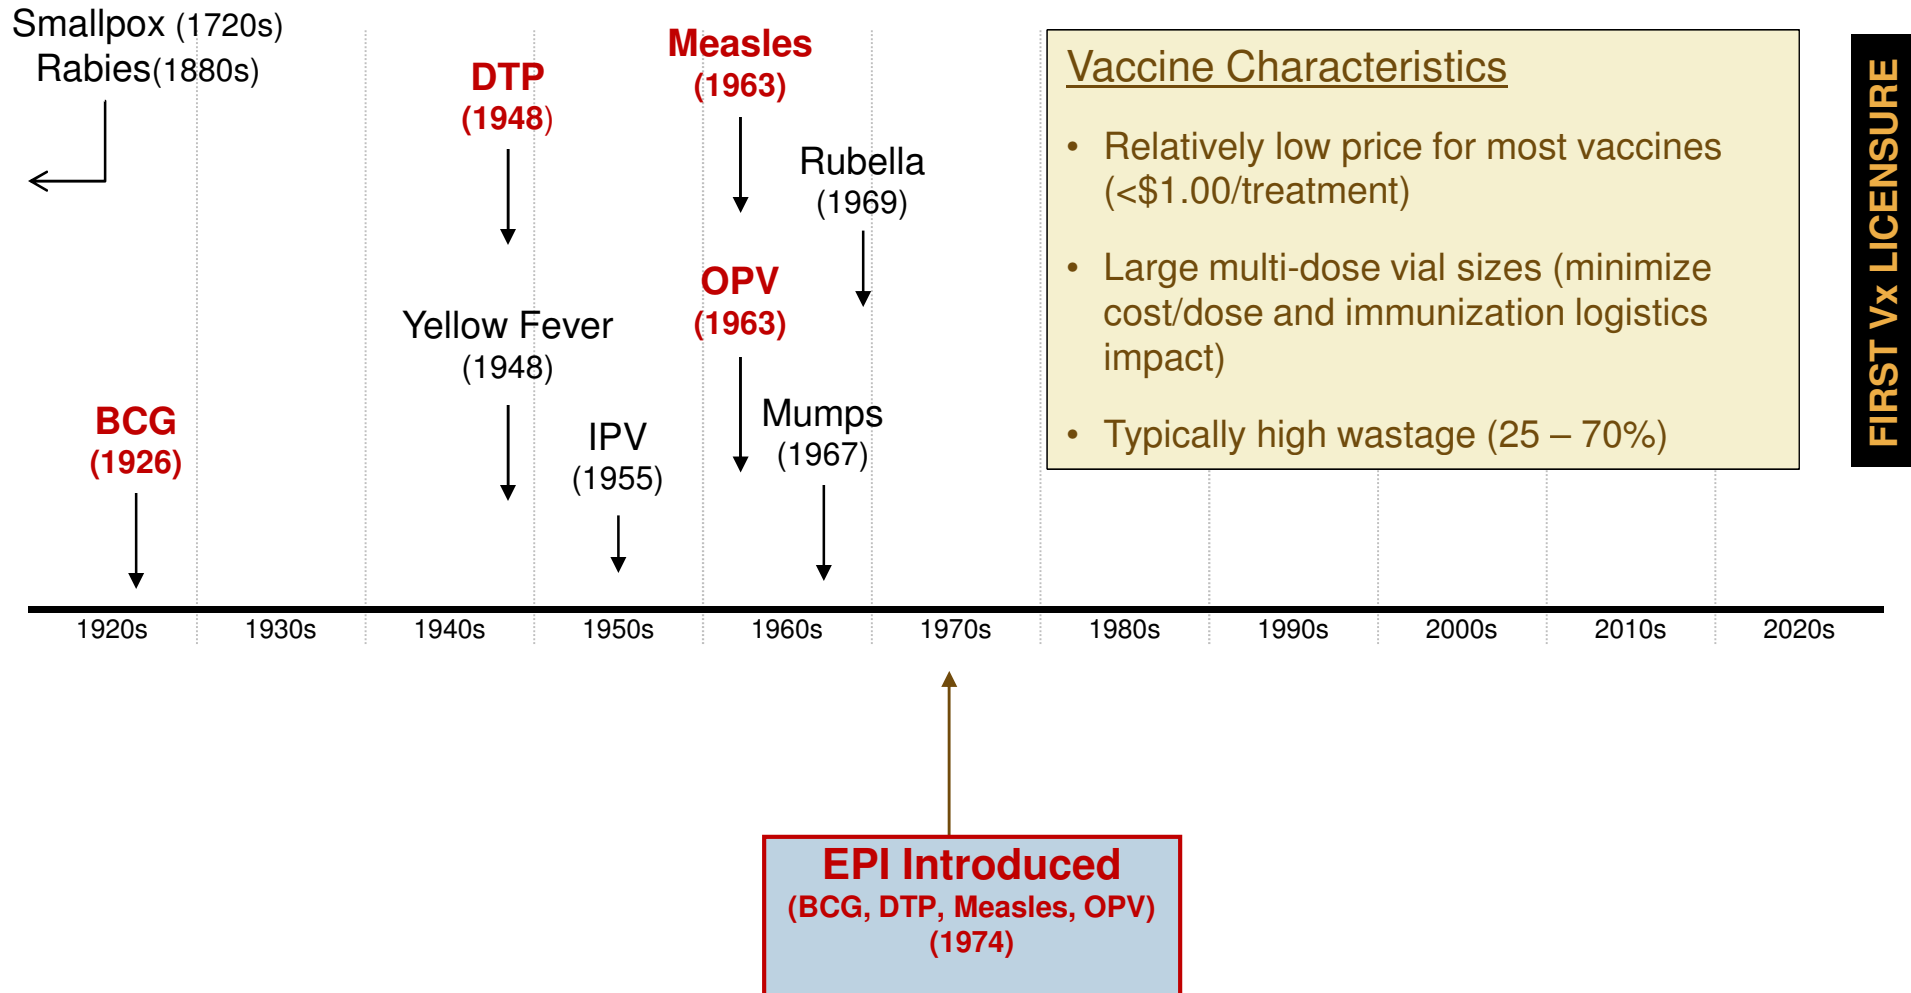 Smallpox (1720s)
Rabies(1880s)
DTP
(1948)
Measles
(1963)
Rubella
(1969)
OPV
(1963)
Yellow Fever
(1948)
BCG
(1926)
IPV
(1955)
Mumps
(1967)
Vaccine Characteristics
• Relatively low price for most vaccines
(<$1.00/treatment)
• Large multi-dose vial sizes (minimize
cost/dose and immunization logistics
impact)
• Typically high wastage (25 – 70%)
FIRST Vx LICENSURE
1920s
1930s
1940s
1950s
1960s
1970s
1980s
1990s
2000s
2010s
2020s
EPI Introduced
(BCG, DTP, Measles, OPV)
(1974)